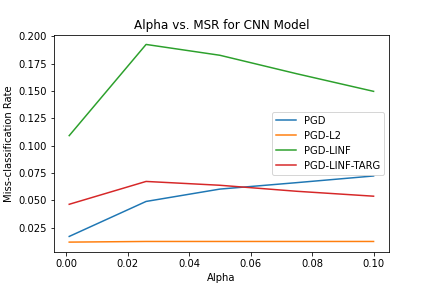 Alpha vs. MSR for CNN Model
Miss-classification Rate
0.200
0.175
0.150
0.125
0.100
0.075
0.050
0.025
PGD
PGD-L2
PGD-LINF
PGD-LINF-TARG
0.00 0.02 0.04 0.06 0.08 0.10
Alpha